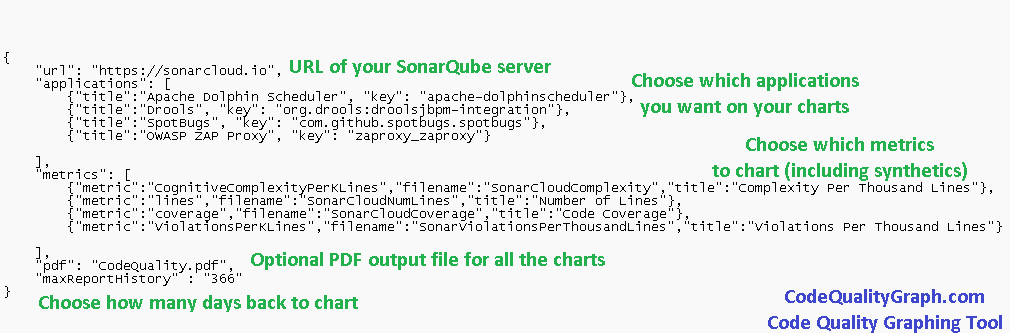 {
"url": "https://sonarcloud.io", URL of your SonarQube server
"applications": [
Choose which applications
{"title":"Apache Dolphin Scheduler", "key": "apache-dolphinscheduler"},
you want on your charts
{"title":"Drools", "key": "org.drools:droolsjbpm-integration"},
{"title":"SpotBugs", "key": "com.github.spotbugs.spotbugs"},
{"title":"OWASP ZAP Proxy", "key": "zaproxy_zaproxy"}
Choose which metrics
],
to chart (including synthetics)
"metrics": [
{"metric":"CognitiveComplexityPerKLines","filename":"SonarCloudComplexity","title":"Complexity Per Thousand Lines"},
{"metric":"lines","filename":"SonarCloudNumLines","title":"Number of Lines"},
{"metric":"coverage","filename":"SonarCloudCoverage","title":"Code Coverage"},
{"metric":"ViolationsPerKLines","filename":"SonarViolationsPerThousandLines","title":"Violations Per Thousand Lines"}
],
"pdf": "CodeQuality.pdf", Optional PDF output file for all the charts
"maxReportHistory" : "366"
}
Choose how many days back to chart
CodeQualityGraph.com
Code Quality Graphing Tool